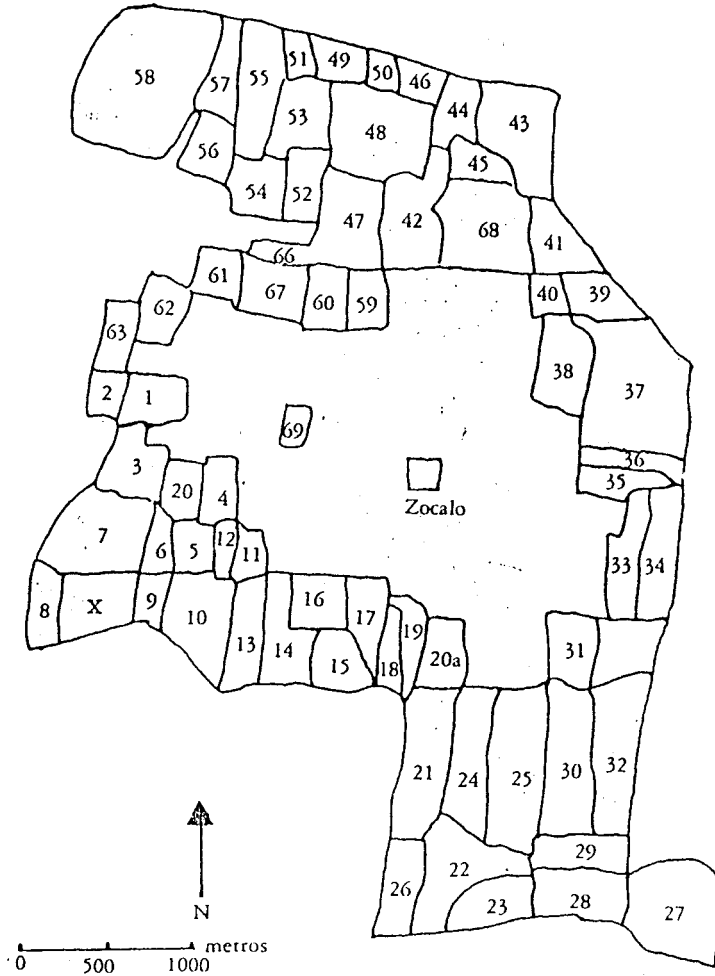 51 49 50 46
58 57 55 53 48 44 43
56 45
54 52 47 42 68 41
66
61 67 60 59 40 39
62
63 38 37
2 1
69
36
3 20 4 35
Zocalo
7 6 5 12 11 33 34
8 X 9 10 13 14 16 17 19
15 18 20a 31
21 24 25 30 32
29
26 22 23 28 27
N
0 500 1000 metros